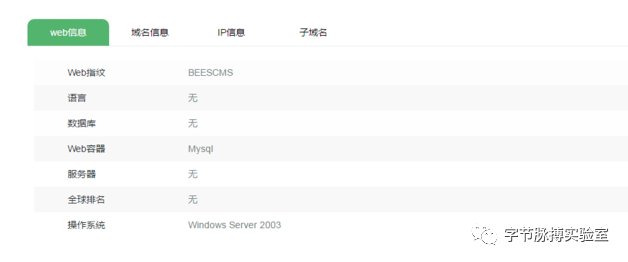 web信息 域名信息 IP信息 子域名
Web指纹 BEESCMS
语言 无
数据库 无
Web容器 Mysql
服务器 无
全球排名 无
操作系统 Windows Server 2003
字节脉搏实验室